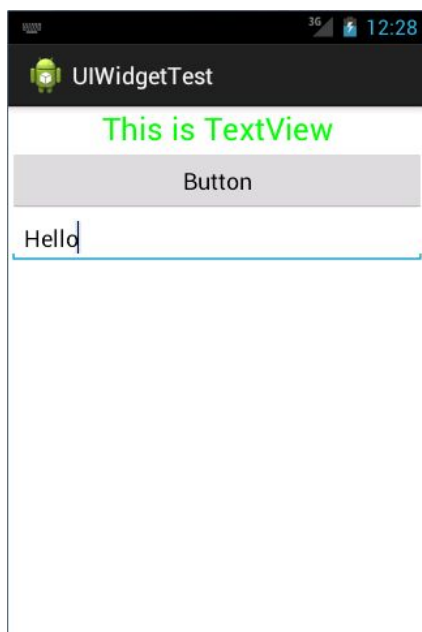 3G 12:28
UIWidgetTest
This is TextView
Button
Hello